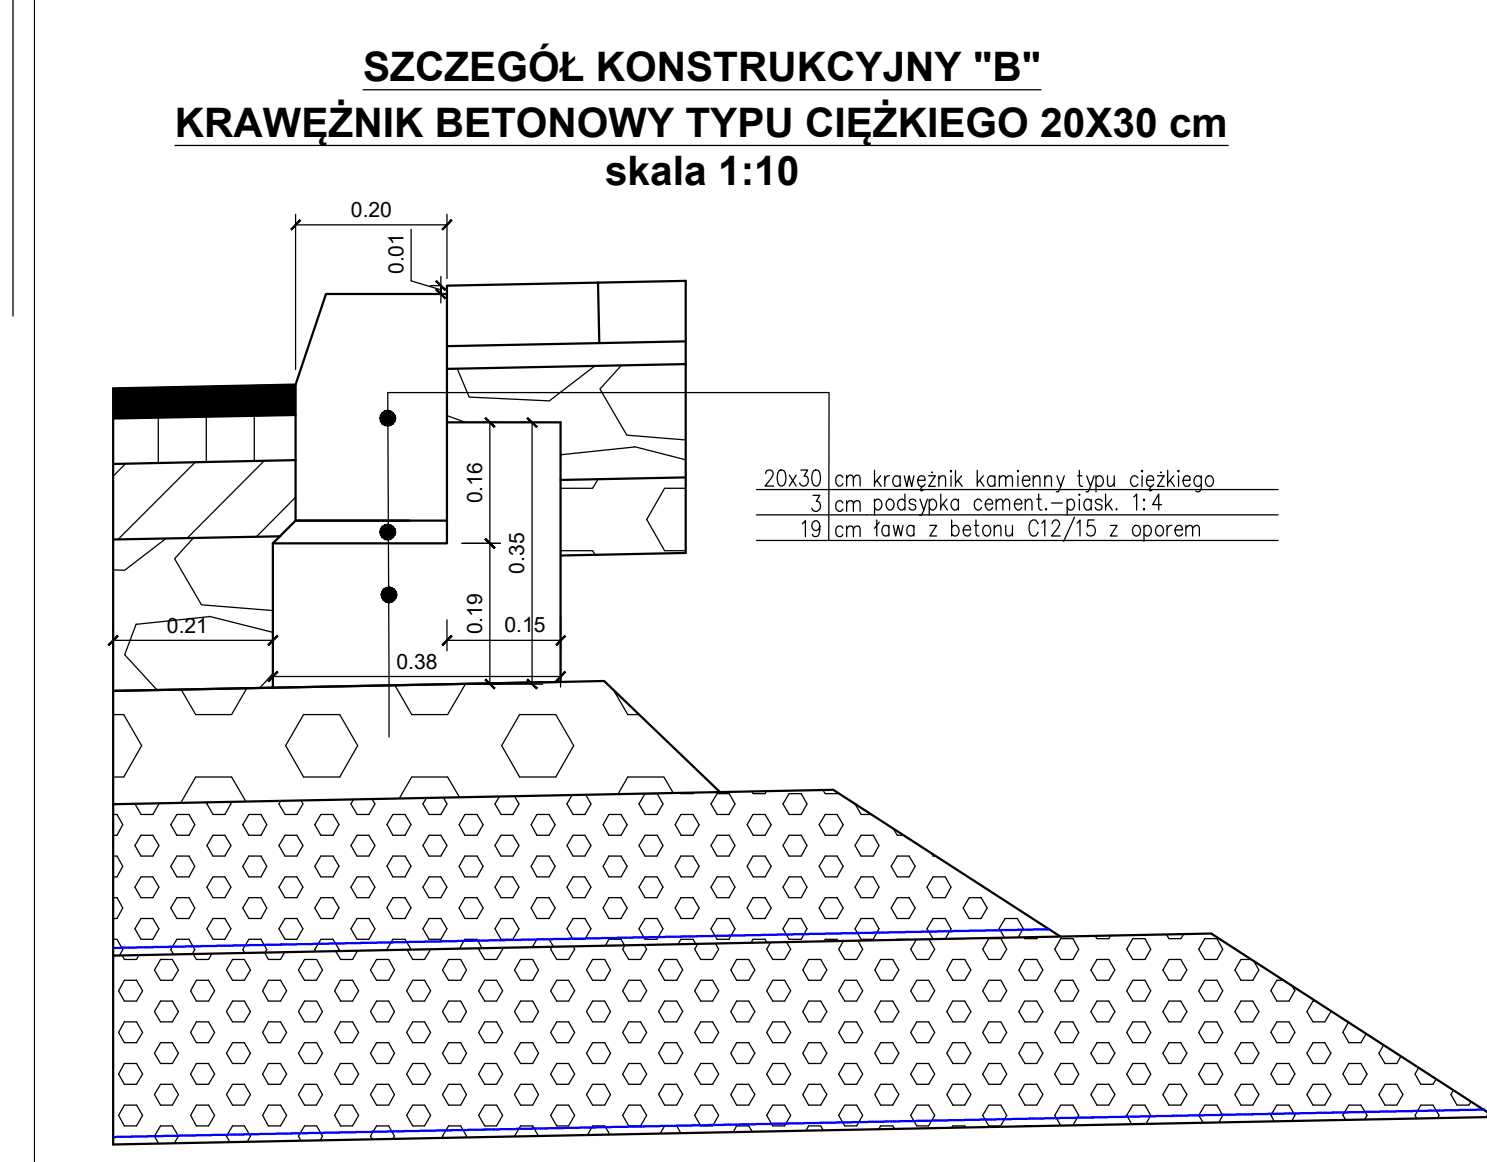 SZCZEGÓŁ KONSTRUKCYJNY "B"
KRAWĘŻNIK BETONOWY TYPU CIĘŻKIEGO 20X30 cm
skala 1:10
0.20
0.01
20x30 cm krawężnik kamienny typu ciężkiego
3 cm podsypka cement.-piask. 1:4
19 cm ława z betonu C12/15 z oporem
0.16
0.35
0.19
0.15
0.21
0.38